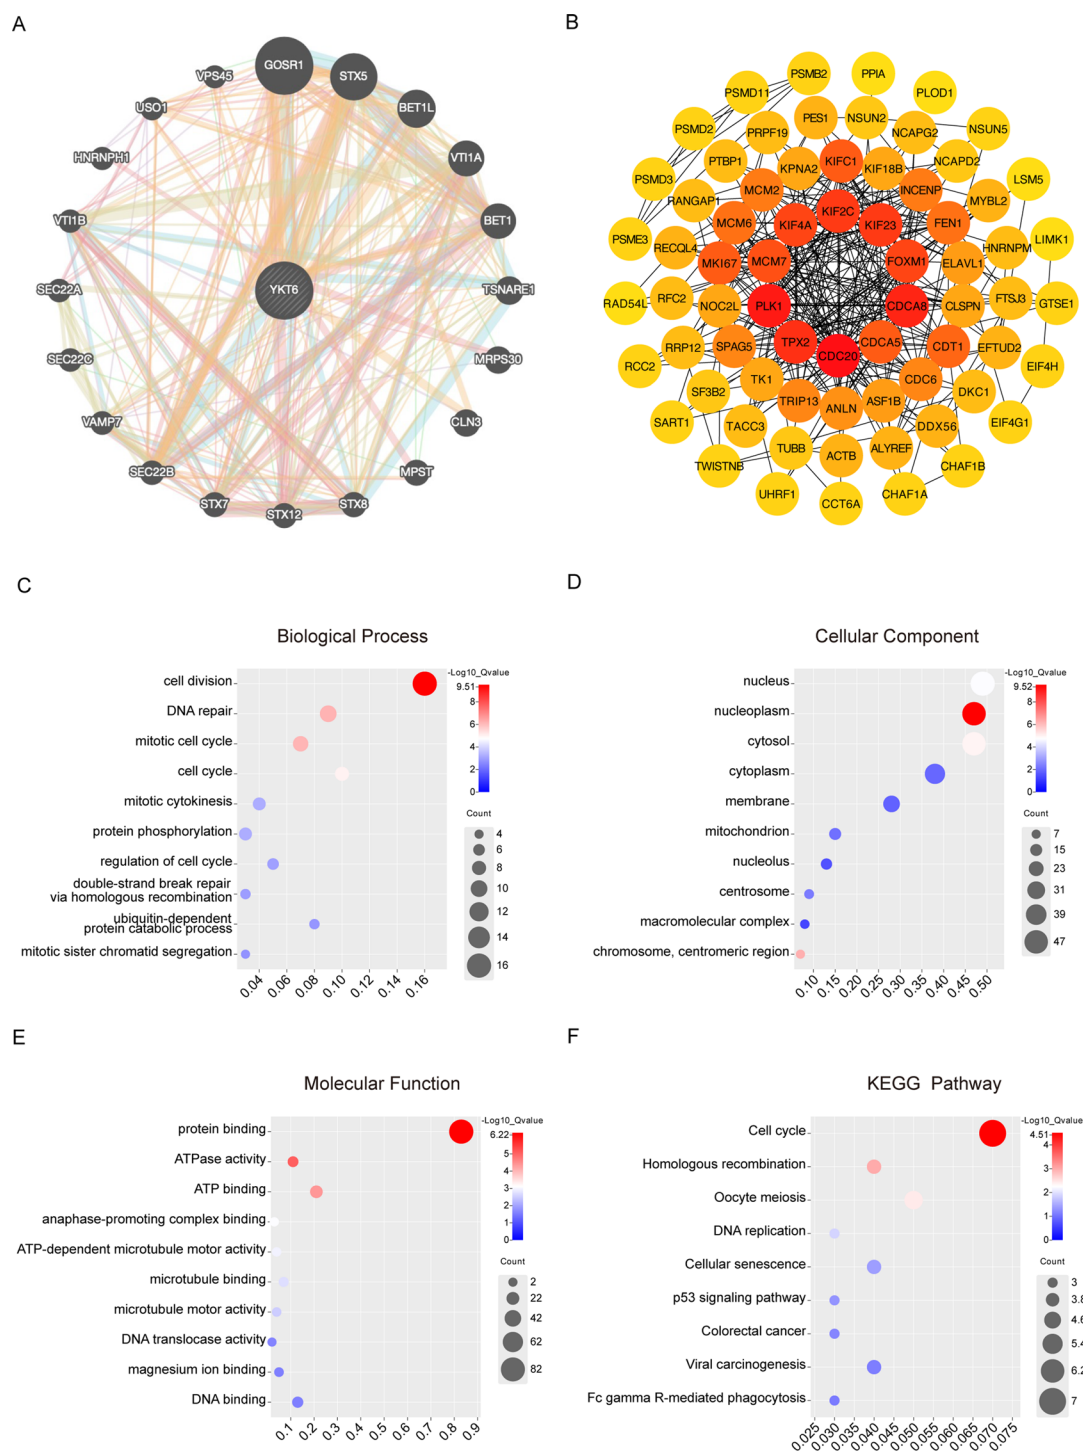 A
GOSR1
STX5
VPS45
BET1L
USO1
VTI1A
HNRNPH1
VTI1B
BET1
YKT6
SEC22A
TSNARE1
SEC22C
MRPS30
VAMP7
CLN3
SEC22B
MPST
STX7
STX12
STX8
B
PSMB2
PPIA
PSMD11
PLOD1
PES1
NSUN2
PSMD2
PRPF19
NCAPG2
NSUN5
PTBP1
KPNA2
KIFC1
KIF18B
NCAPD2
PSMD3
MCM2
INCENP
LSM5
RANGAP1
KIF2C
MYBL2
PSME3
MCM6
KIF4A
KIF23
FEN1
LIMK1
RECQL4
HNRNPM
MKI67
MCM7
FOXM1
ELAVL1
RAD54L
RFC2
NOC2L
PLK1
CDCA8
CLSPN
FTSJ3
GTSE1
RRP12
SPAG5
TPX2
CDC20
CDCA5
CDT1
EFTUD2
RCC2
EIF4H
SF3B2
TK1
CDC6
DKC1
TRIP13
ANLN
ASF1B
SART1
TACC3
DDX56
EIF4G1
TUBB
ACTB
ALYREF
TWISTNB
CHAF1B
UHRF1
CCT6A
CHAF1A
C
Biological Process
cell division
DNA repair
mitotic cell cycle
cell cycle
mitotic cytokinesis
protein phosphorylation
regulation of cell cycle
double-strand break repair
via homologous recombination
ubiquitin-dependent
protein catabolic process
mitotic sister chromatid segregation
0.04 0.06 0.08 0.10 0.12 0.14 0.16
-Log10_Qvalue
9.51
8
6
4
2
0
Count
4
6
8
10
12
14
16
D
Cellular Component
nucleus
nucleoplasm
cytosol
cytoplasm
membrane
mitochondrion
nucleolus
centrosome
macromolecular complex
chromosome, centromeric region
0.10 0.15 0.20 0.25 0.30 0.35 0.40 0.45 0.50
-Log10_Qvalue
9.52
8
6
4
2
0
Count
7
15
23
31
39
47
E
Molecular Function
protein binding
ATPase activity
ATP binding
anaphase-promoting complex binding
ATP-dependent microtubule motor activity
microtubule binding
microtubule motor activity
DNA translocase activity
magnesium ion binding
DNA binding
0.1 0.2 0.3 0.4 0.5 0.6 0.7 0.8 0.9
-Log10_Qvalue
6.22
5
4
3
2
1
0
Count
2
22
42
62
82
F
KEGG Pathway
Cell cycle
Homologous recombination
Oocyte meiosis
DNA replication
Cellular senescence
p53 signaling pathway
Colorectal cancer
Viral carcinogenesis
Fc gamma R-mediated phagocytosis
0.025 0.030 0.035 0.040 0.045 0.050 0.055 0.060 0.065 0.070 0.075
-Log10_Qvalue
4.51
4
3
2
1
0
Count
3
3.8
4.6
5.4
6.2
7